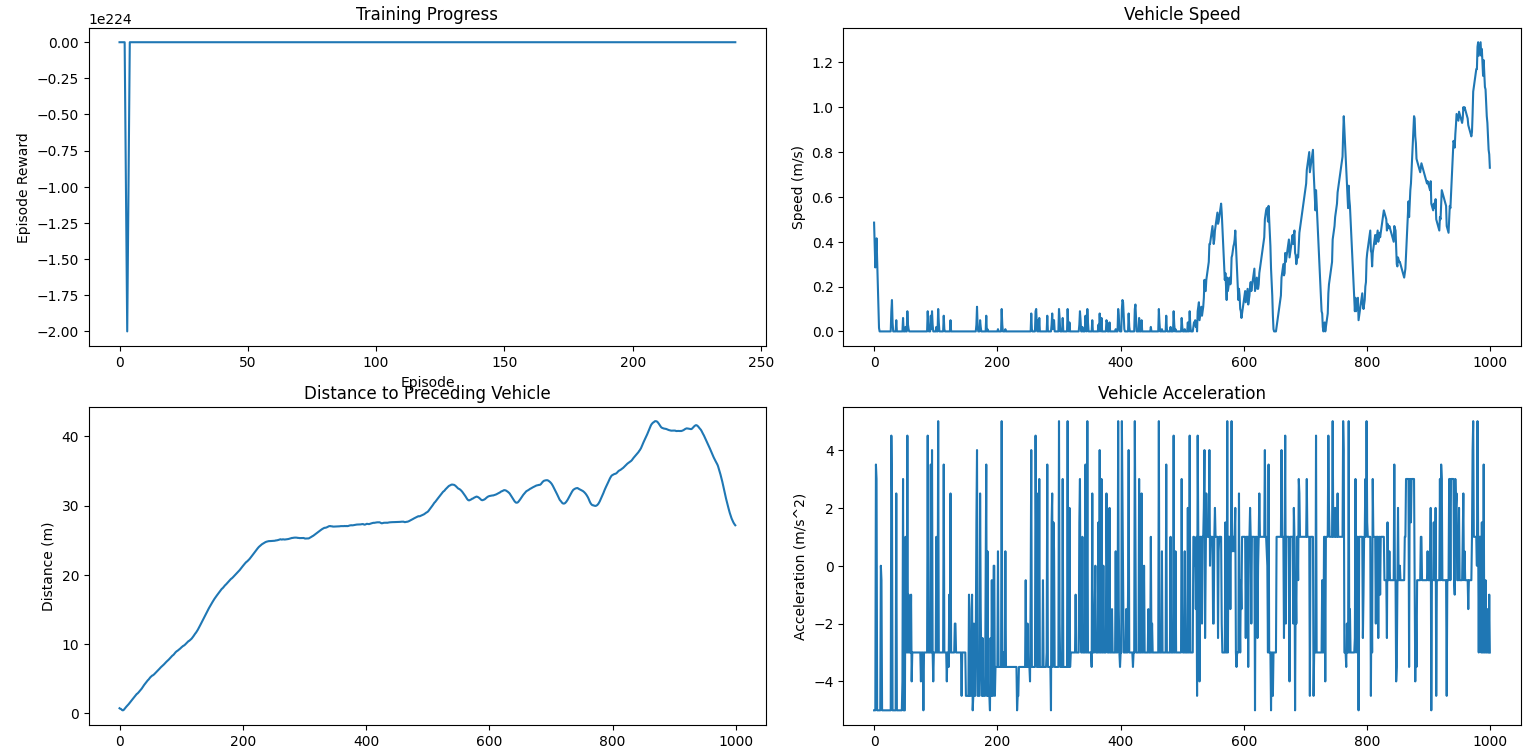 Training Progress
1e224
0.00
−0.25
−0.50
−0.75
−1.00
−1.25
−1.50
−1.75
−2.00
Episode Reward
0 50 100 150 200 250
Episode
Vehicle Speed
1.2
1.0
0.8
0.6
0.4
0.2
0.0
Speed (m/s)
0 200 400 600 800 1000
Distance to Preceding Vehicle
40
30
20
10
0
Distance (m)
0 200 400 600 800 1000
Vehicle Acceleration
4
2
0
−2
−4
Acceleration (m/s^2)
0 200 400 600 800 1000